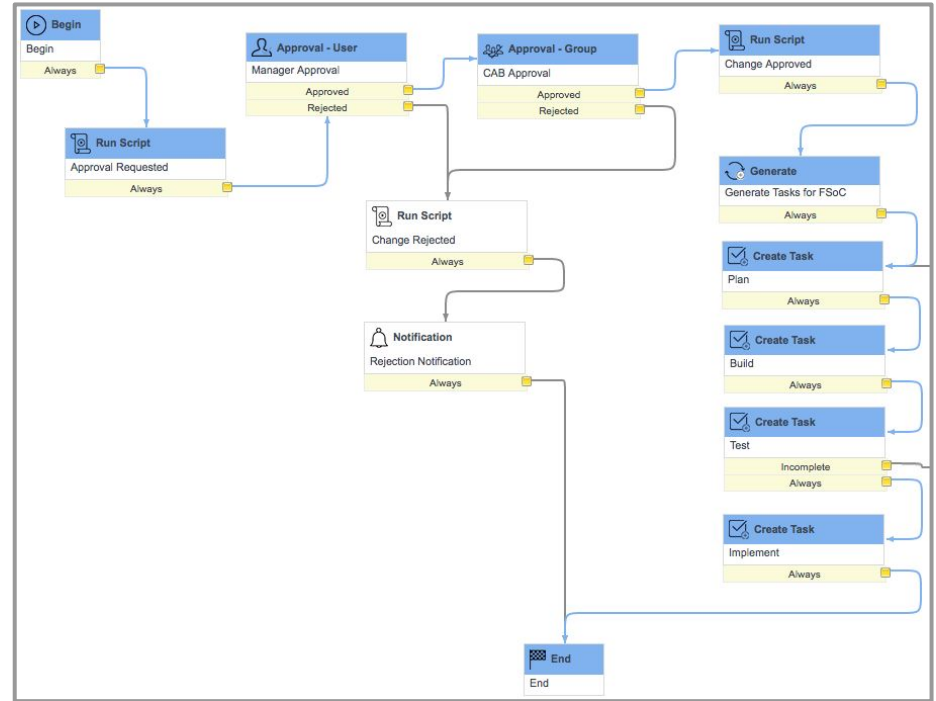 Begin
Begin
Always
Run Script
Approval Requested
Always
Approval - User
Manager Approval
Approved
Rejected
Approval - Group
CAB Approval
Approved
Rejected
Run Script
Change Approved
Always
Run Script
Change Rejected
Always
Notification
Rejection Notification
Always
Generate
Generate Tasks for FSoC
Always
Create Task
Plan
Always
Create Task
Build
Always
Create Task
Test
Incomplete
Always
Create Task
Implement
Always
End
End